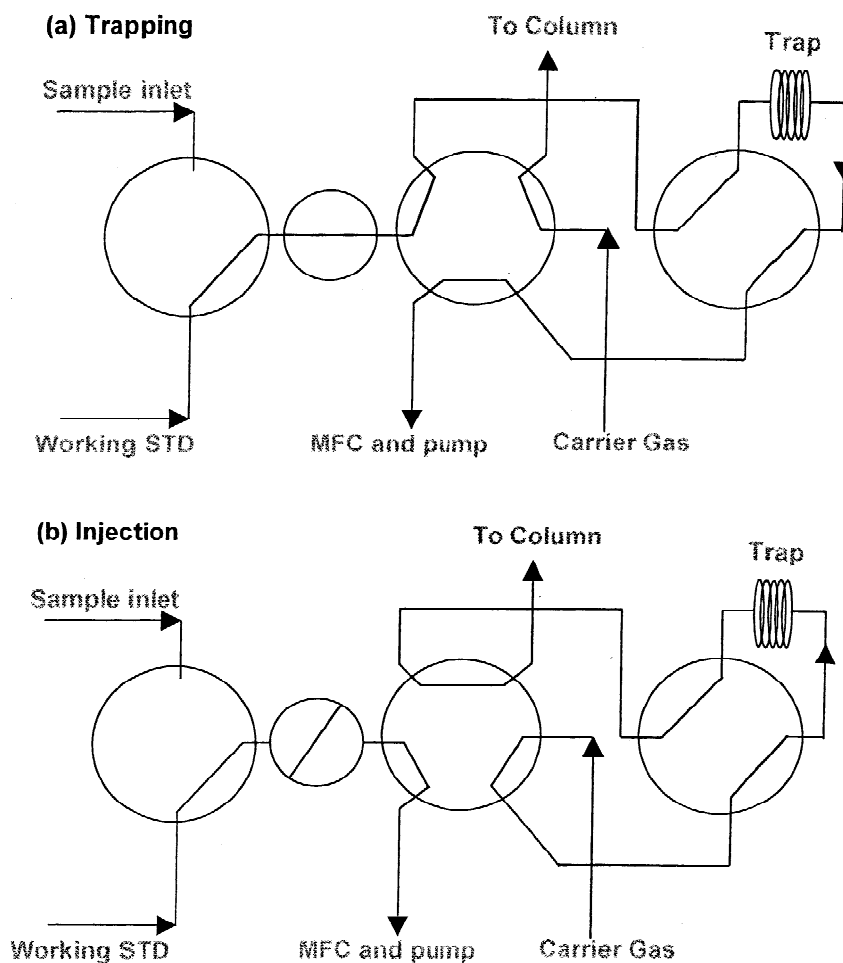 (a) Trapping
To Column
Trap
Sample inlet
Working STD
MFC and pump
Carrier Gas
(b) Injection
To Column
Trap
Sample inlet
Working STD
MFC and pump
Carrier Gas